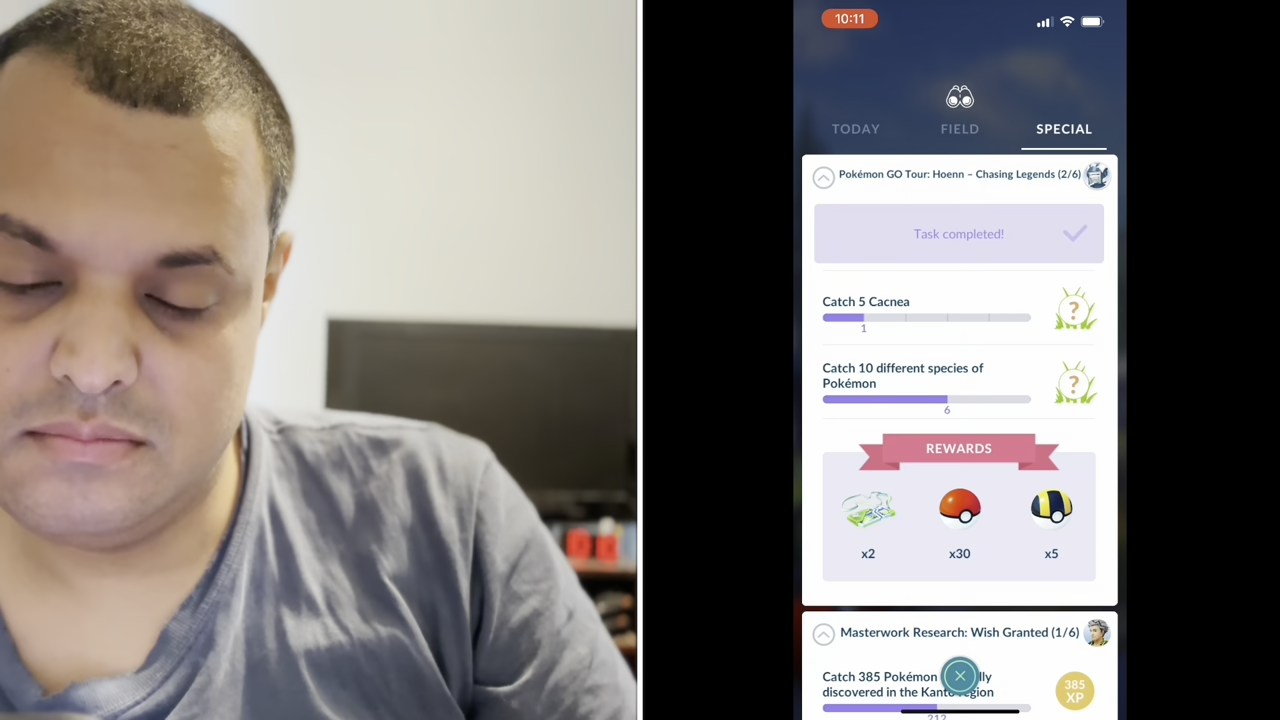 10:11
TODAY
FIELD
SPECIAL
Pokémon GO Tour: Hoenn – Chasing Legends (2/6)
Task completed!
Catch 5 Cacnea
?
1
Catch 10 different species of
Pokémon
?
6
REWARDS
x2
x30
x5
Masterwork Research: Wish Granted (1/6)
Catch 385 Pokémon
discovered in the Kanto region
385
XP
212